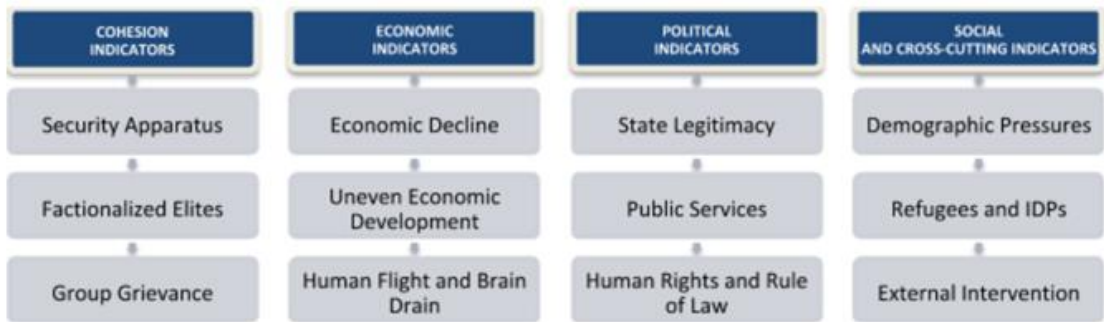 COHESION
INDICATORS
Security Apparatus
Factionalized Elites
Group Grievance
ECONOMIC
INDICATORS
Economic Decline
Uneven Economic
Development
Human Flight and Brain
Drain
POLITICAL
INDICATORS
State Legitimacy
Public Services
Human Rights and Rule
of Law
SOCIAL
AND CROSS-CUTTING INDICATORS
Demographic Pressures
Refugees and IDPs
External Intervention